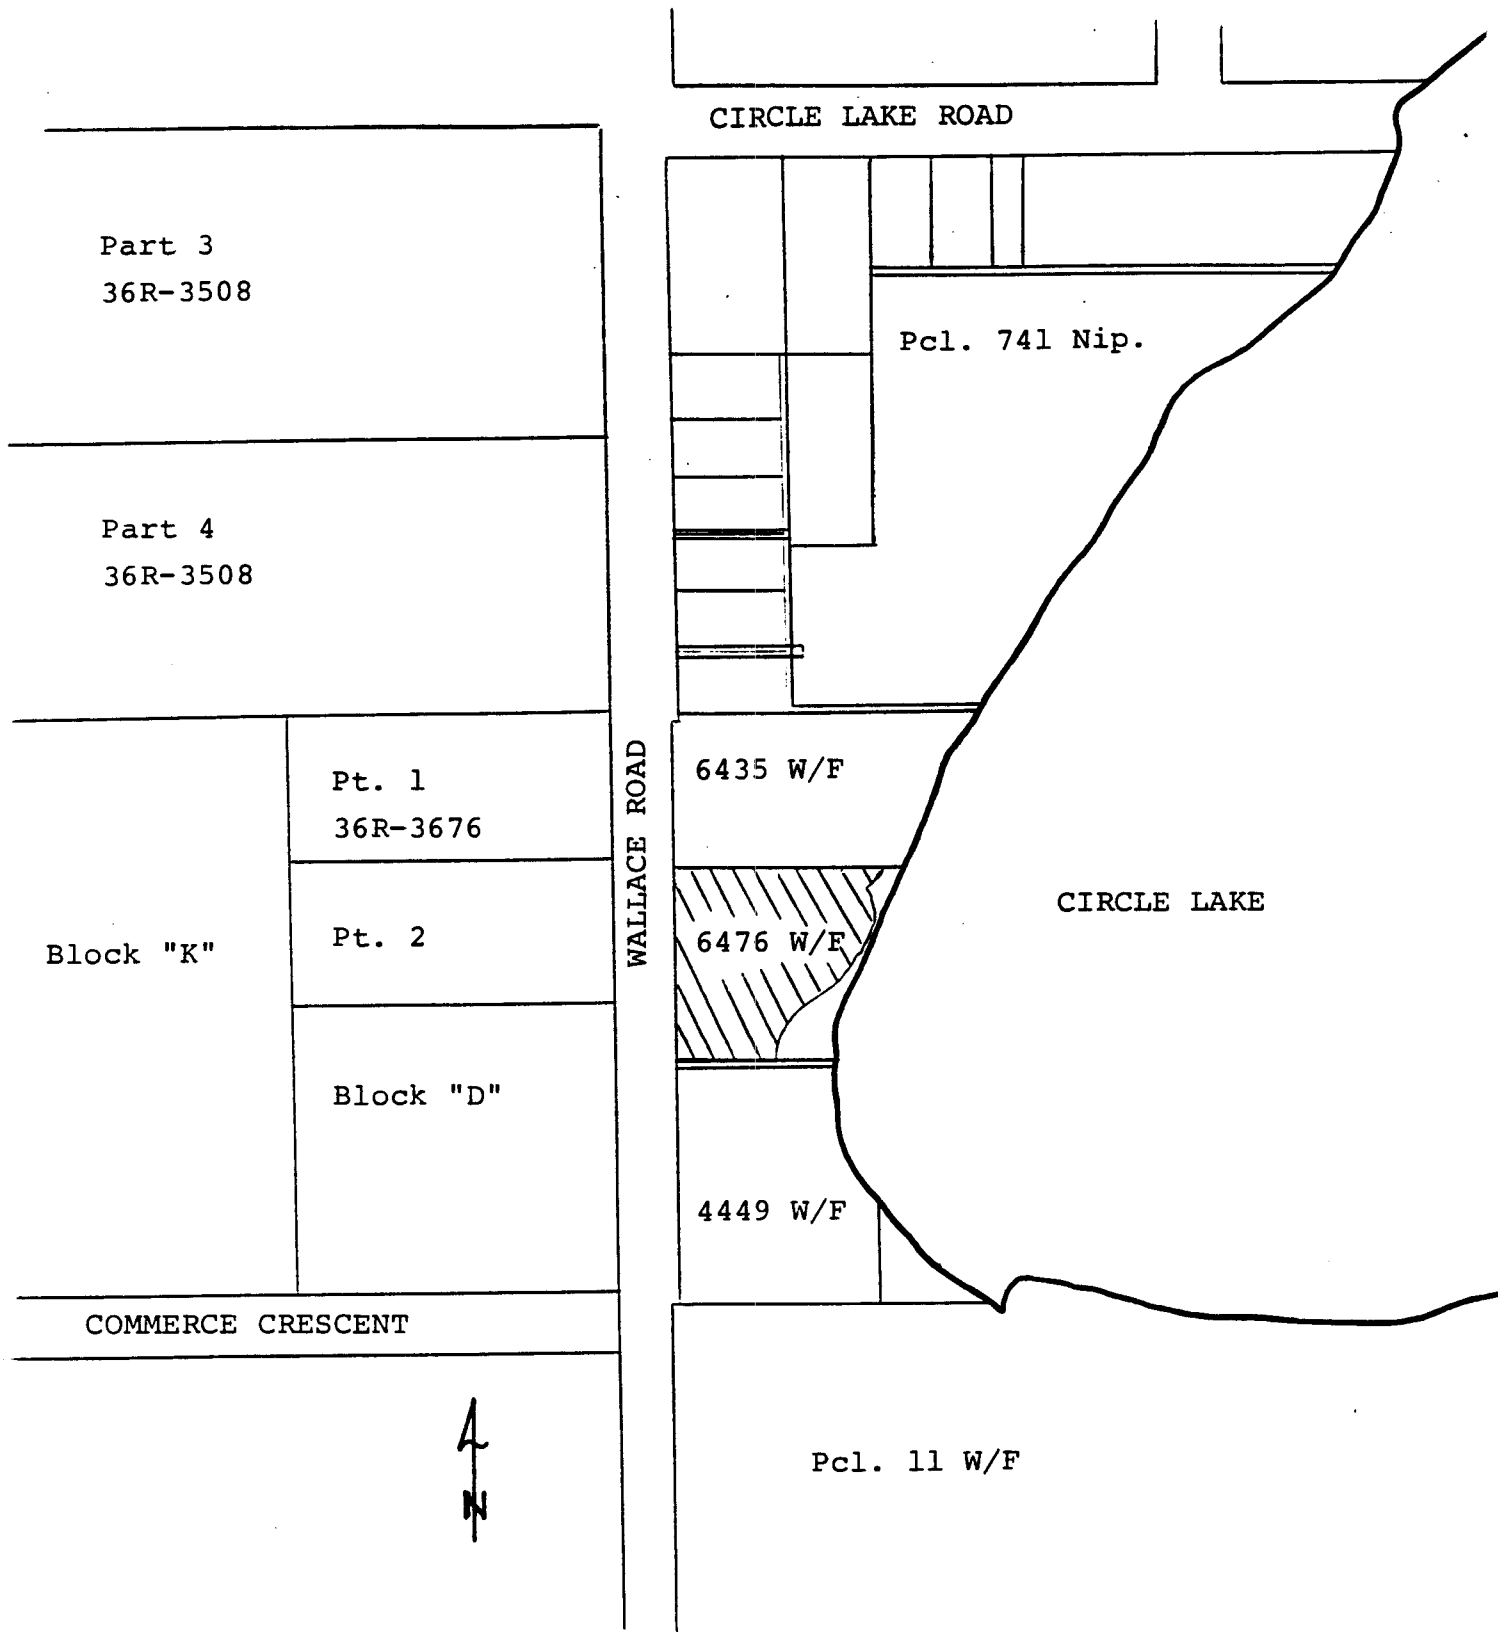 CIRCLE LAKE ROAD
Part 3
36R-3508
Pcl. 741 Nip.
Part 4
36R-3508
6435 W/F
Pt. 1
36R-3676
WALLACE ROAD
CIRCLE LAKE
Pt. 2
6476 W/F
Block "K"
Block "D"
4449 W/F
COMMERCE CRESCENT
Pcl. 11 W/F
N